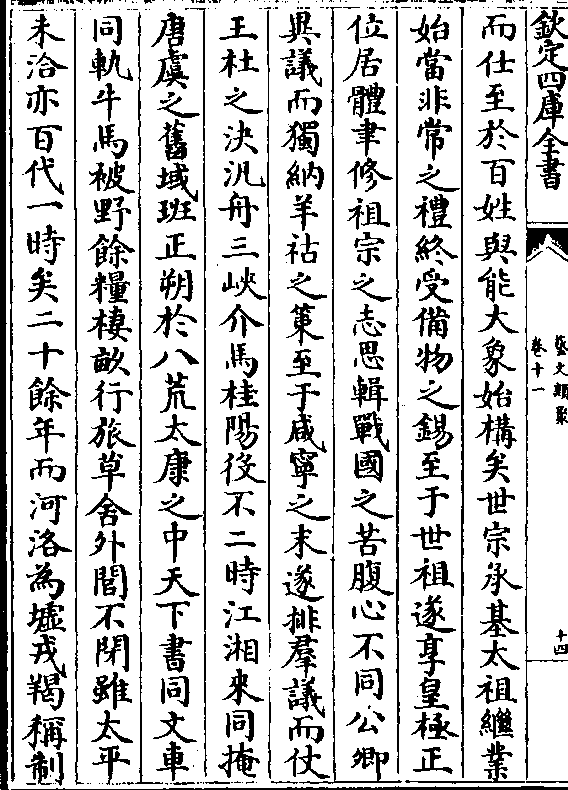 欽定四庫全書
藝文類聚
卷十一
十四
而仕至於百姓與能大象始構矣世宗承基太祖繼業
始當非常之禮終受備物之錫至于世祖遂享皇極正
位居體聿修祖宗之志思輯戰國之苦腹心不同公卿
異議而獨納羊祜之策至于咸寧之末遂排羣議而仗
王杜之決汎舟三峽介馬桂陽役不二時江湘來同掩
唐虞之舊域班正朔於八荒太康之中天下書同文車
同軌牛馬被野餘糧棲畝行旅草舍外閭不閉雖太平
未洽亦百代一時矣二十餘年而河洛為墟戎羯稱制